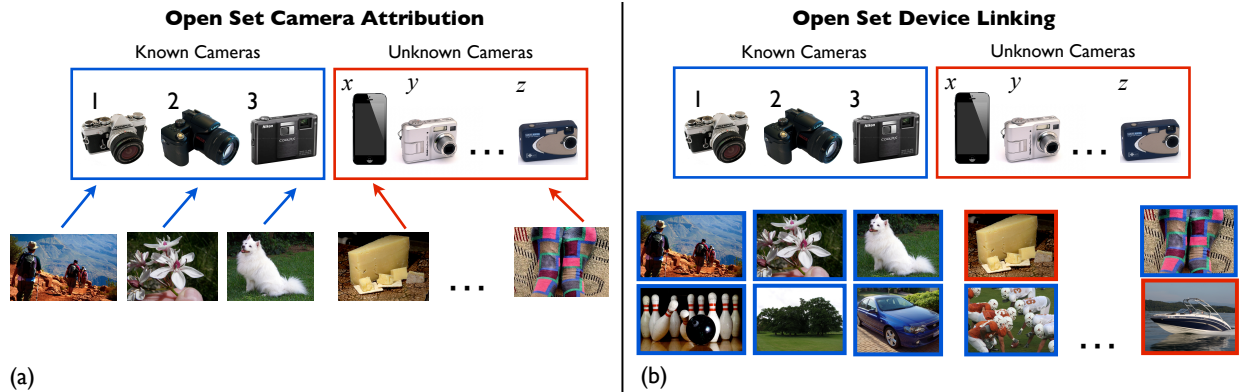 Open Set Camera Attribution
Known Cameras
Unknown Cameras
1
2
3
x
y
z
...
...
(a)
Open Set Device Linking
Known Cameras
Unknown Cameras
1
2
3
x
y
z
...
...
(b)